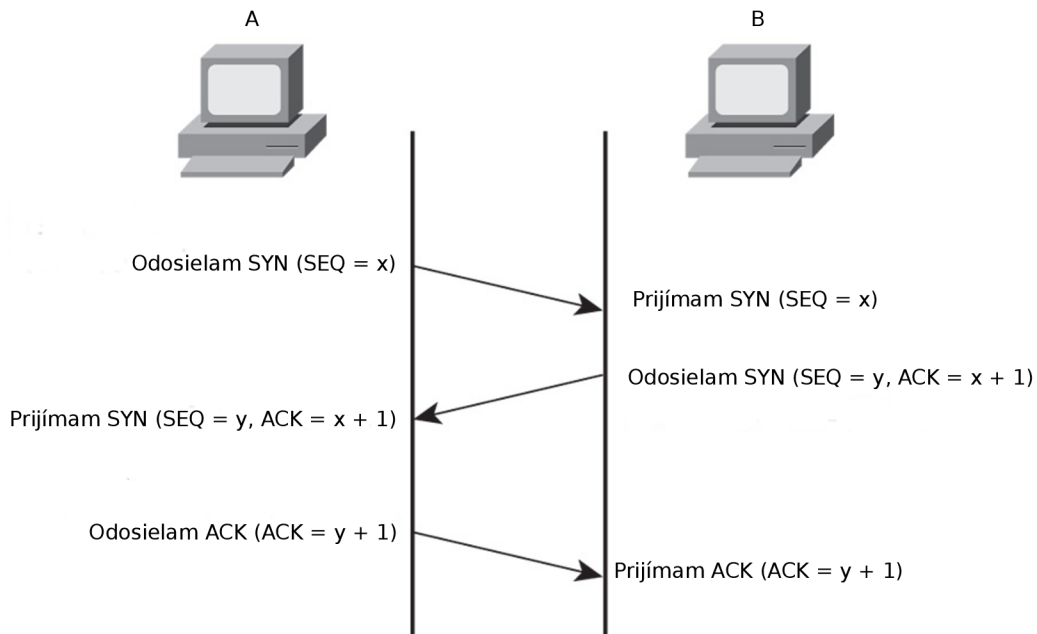 A
B
Odosielam SYN (SEQ = x)
Prijímam SYN (SEQ = x)
Odosielam SYN (SEQ = y, ACK = x + 1)
Prijímam SYN (SEQ = y, ACK = x + 1)
Odosielam ACK (ACK = y + 1)
Prijímam ACK (ACK = y + 1)